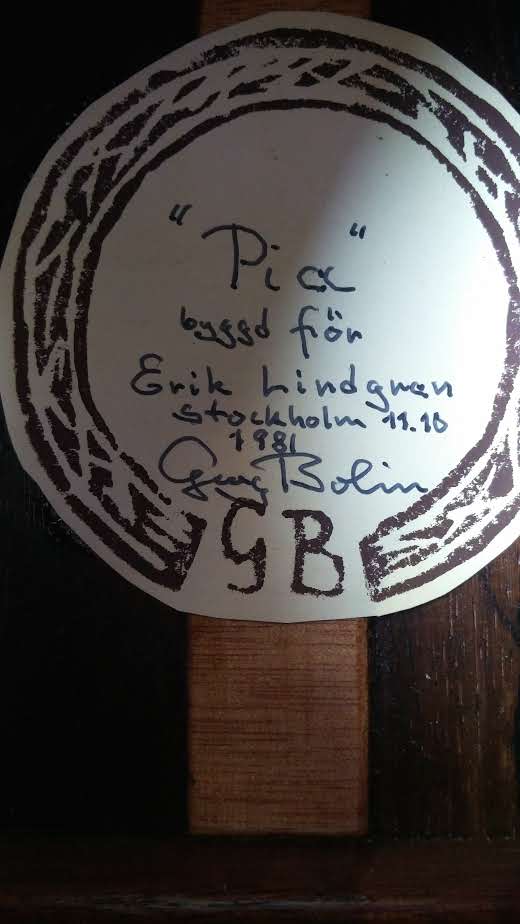 "Pia"
byggd för
Erik Lindgren
Stockholm 11.10
1981
Georg Bolin
GB